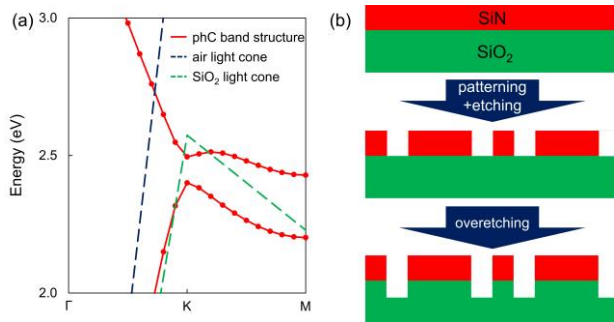 (a)
3.0
2.5
2.0
Energy (eV)
Γ
K
M
phC band structure
air light cone
SiO₂ light cone
(b)
SiN
SiO₂
patterning
+etching
overetching